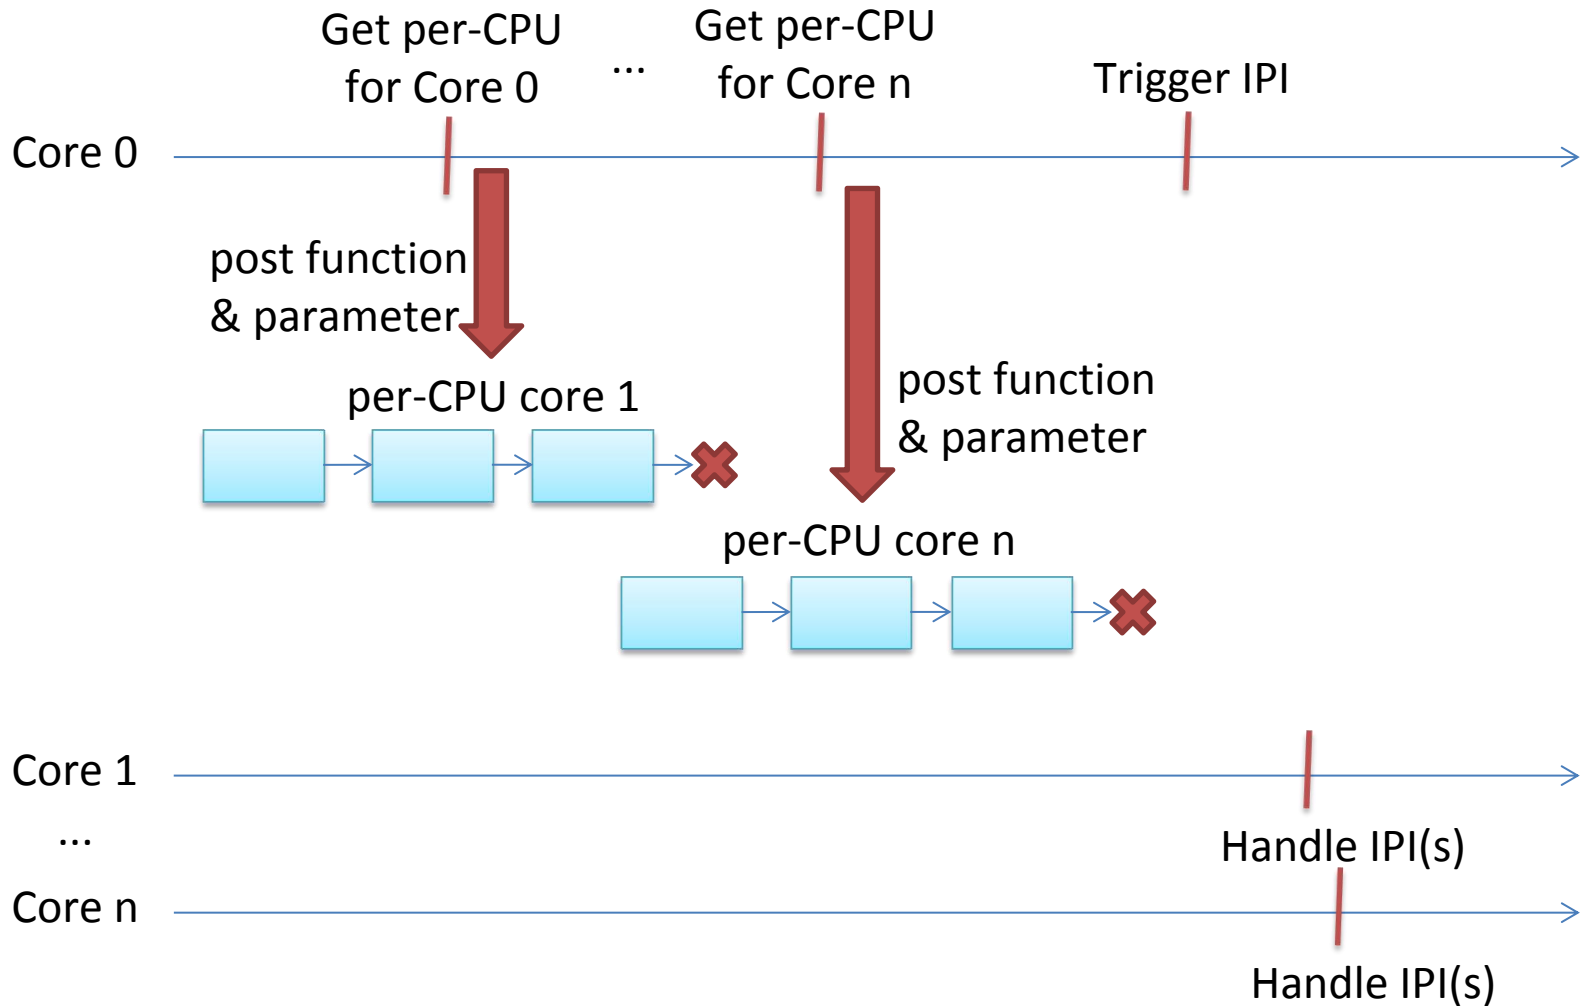 Get per-CPU
for Core 0
...
Get per-CPU
for Core n
Trigger IPI
Core 0
post function
& parameter
per-CPU core 1
post function
& parameter
per-CPU core n
Core 1
Handle IPI(s)
...
Core n
Handle IPI(s)